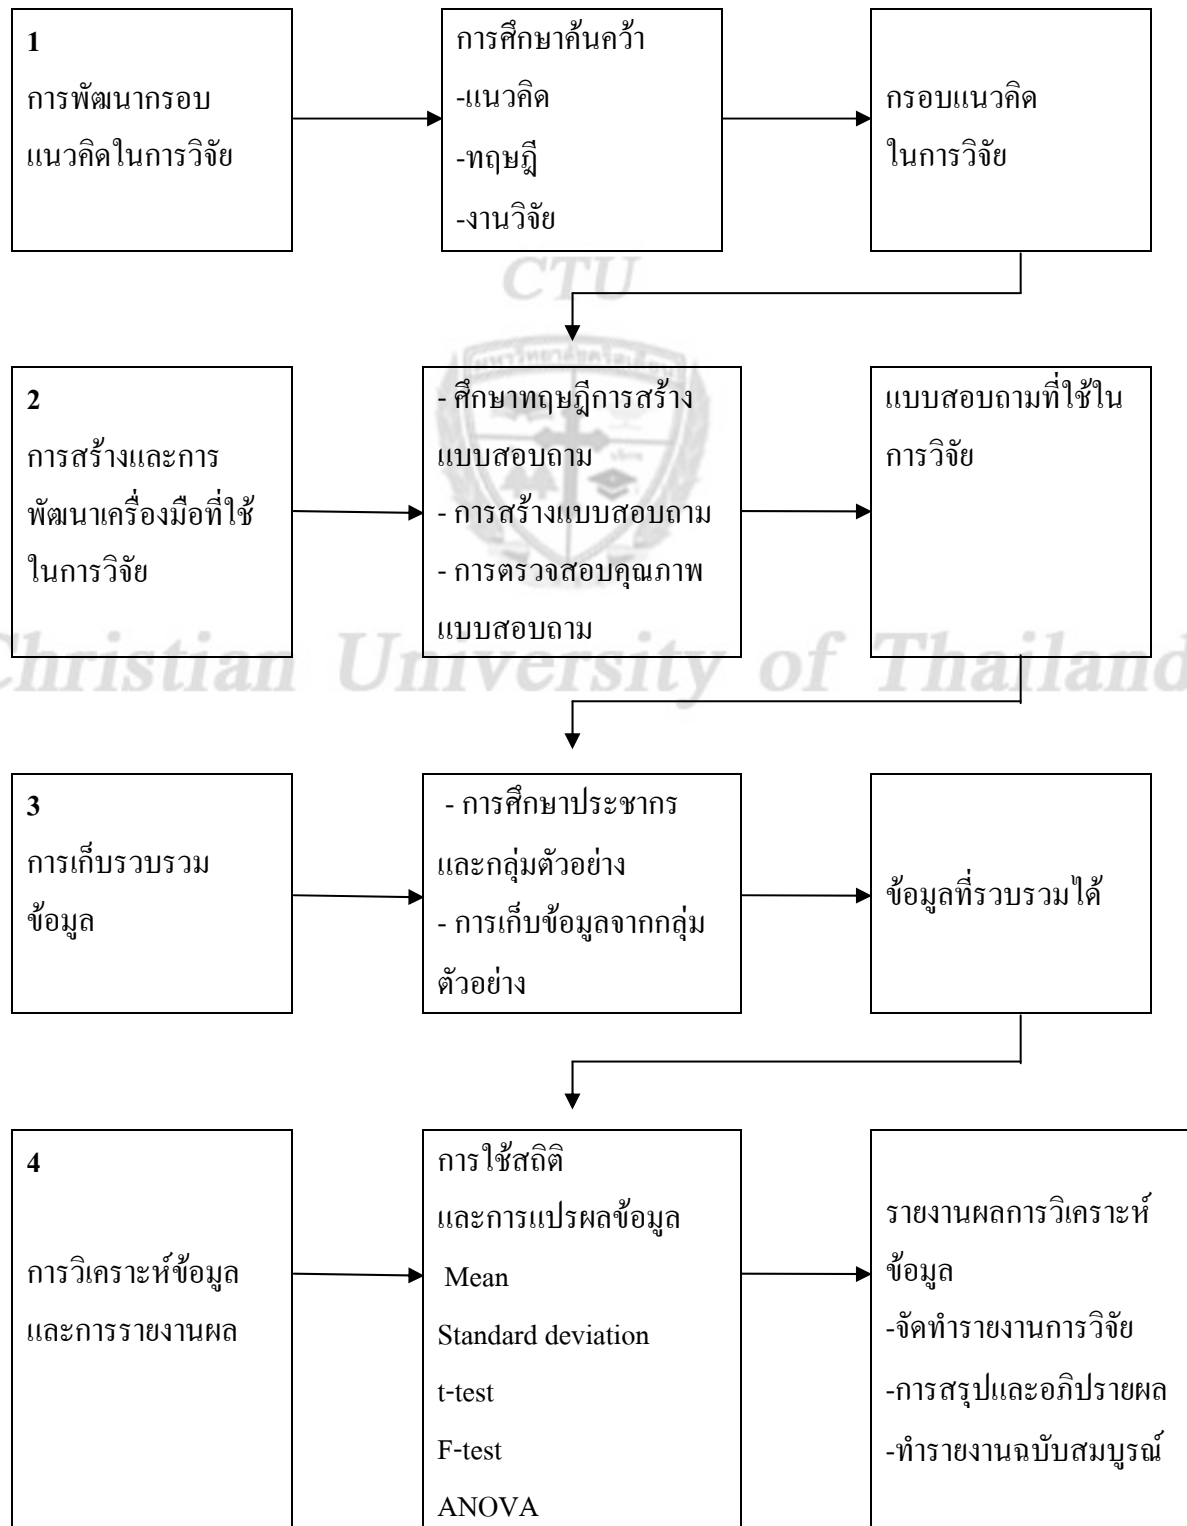 1
การพัฒนากรอบ
แนวคิดในการวิจัย
การศึกษาค้นคว้า
-แนวคิด
-ทฤษฎี
-งานวิจัย
กรอบแนวคิด
ในการวิจัย
CTU
มหาวิทยาลัยคริสเตียน
2
การสร้างและการ
พัฒนาเครื่องมือที่ใช้
ในการวิจัย
- ศึกษาทฤษฎีการสร้าง
แบบสอบถาม
- การสร้างแบบสอบถาม
- การตรวจสอบคุณภาพ
แบบสอบถาม
แบบสอบถามที่ใช้ใน
การวิจัย
Christian University of Thailand
3
การเก็บรวบรวม
ข้อมูล
- การศึกษาประชากร
และกลุ่มตัวอย่าง
- การเก็บข้อมูลจากกลุ่ม
ตัวอย่าง
ข้อมูลที่รวบรวมได้
4
การวิเคราะห์ข้อมูล
และการรายงานผล
การใช้สถิติ
และการแปรผลข้อมูล
Mean
Standard deviation
t-test
F-test
ANOVA
รายงานผลการวิเคราะห์
ข้อมูล
-จัดทำรายงานการวิจัย
-การสรุปและอภิปรายผล
-ทำรายงานฉบับสมบูรณ์